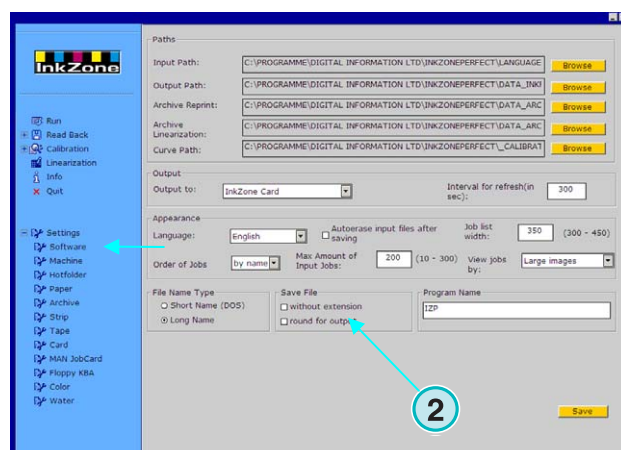 InkZone
Run
Read Back
Calibration
Linearization
Info
Quit
Settings
Software
Machine
Hotfolder
Paper
Archive
Strip
Tape
Card
MAN JobCard
Floppy KBA
Color
Water
Paths
Input Path: C:\PROGRAMME\DIGITAL INFORMATION LTD\INKZONEPERFECT\LANGUAGE Browse
Output Path: C:\PROGRAMME\DIGITAL INFORMATION LTD\INKZONEPERFECT\DATA_INK Browse
Archive Reprint: C:\PROGRAMME\DIGITAL INFORMATION LTD\INKZONEPERFECT\DATA_ARC Browse
Archive
Linearization: C:\PROGRAMME\DIGITAL INFORMATION LTD\INKZONEPERFECT\DATA_ARC Browse
Curve Path: C:\PROGRAMME\DIGITAL INFORMATION LTD\INKZONEPERFECT\_CALIBRAT Browse
Output
Output to: InkZone Card
Interval for refresh(in
sec): 300
Appearance
Language: English
Autoerase input files after
saving
Job list
width: 350 (300 - 450)
Order of Jobs by name
Max Amount of
Input Jobs: 200 (10 - 300)
View jobs
by: Large images
File Name Type
Short Name (DOS)
Long Name
Save File
without extension
round for output
Program Name
IZP
2
Save